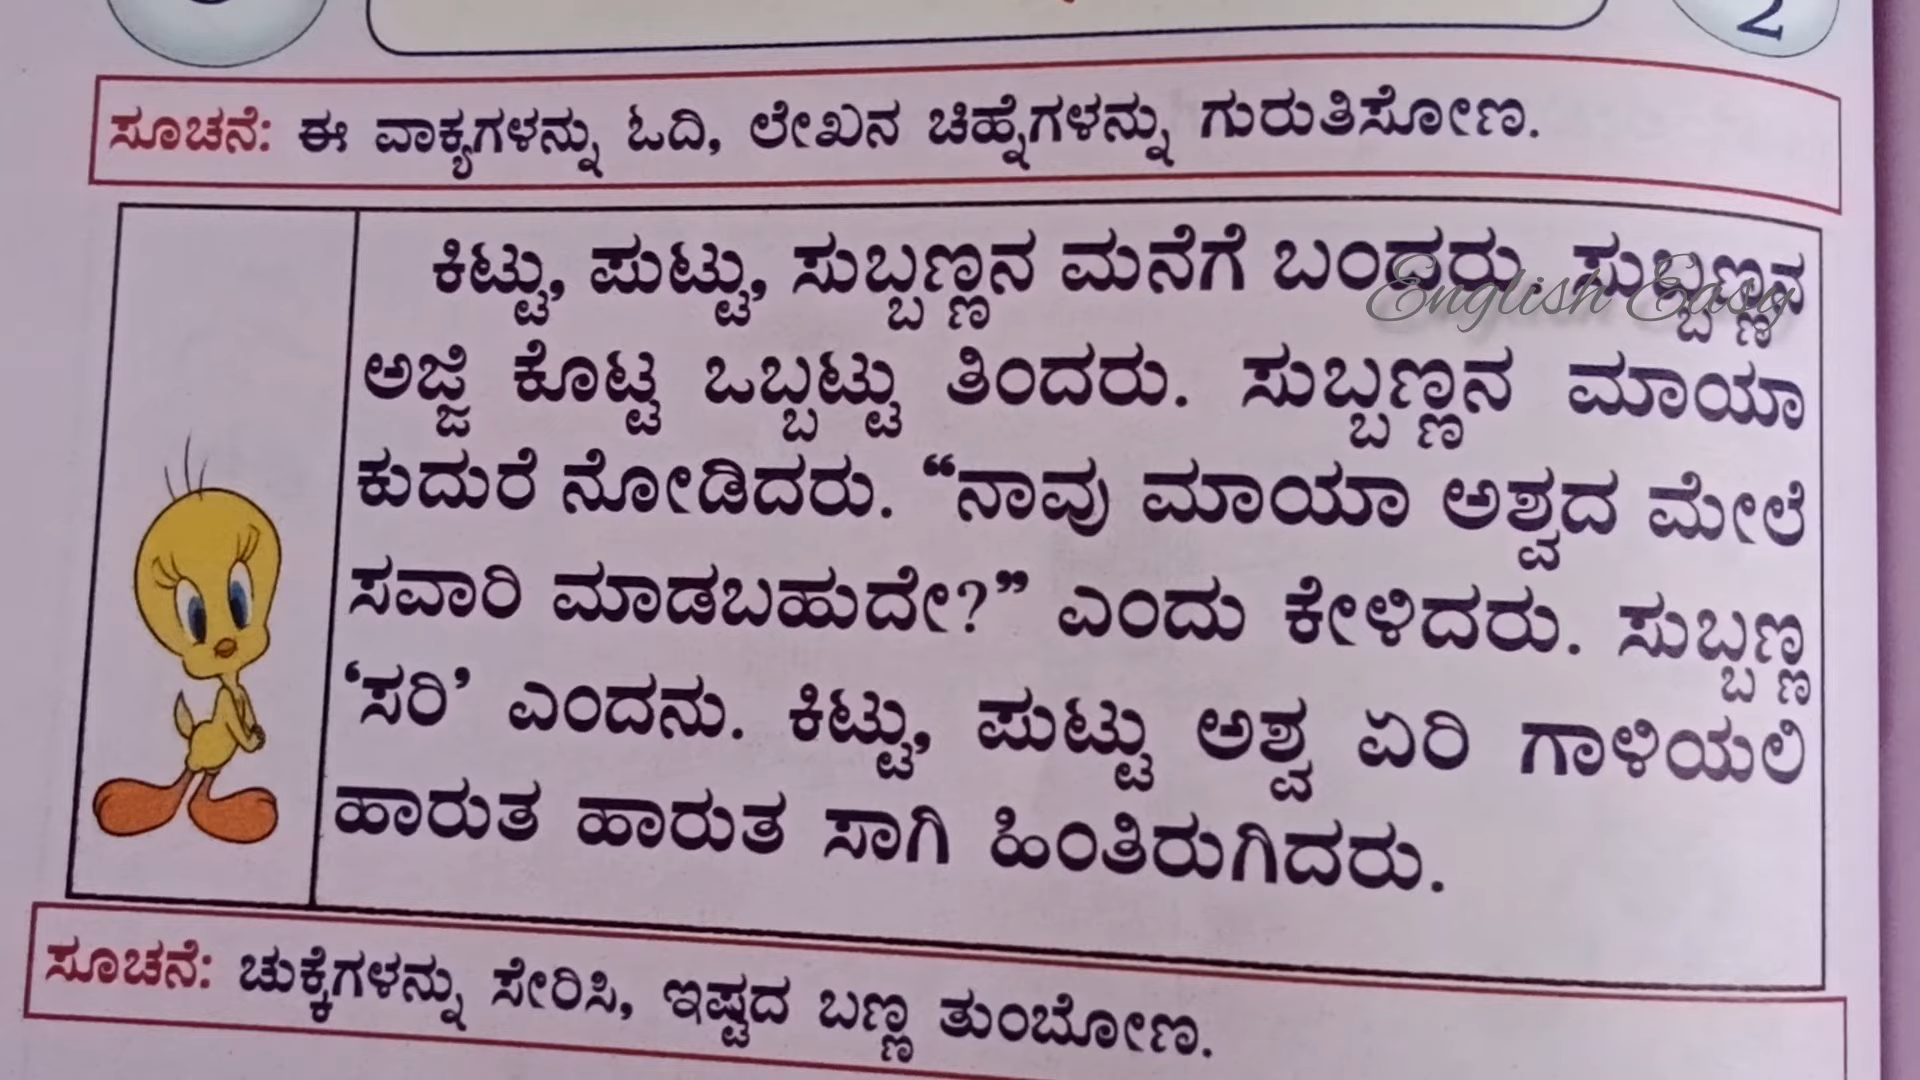 2
ಸೂಚನೆ: ಈ ವಾಕ್ಯಗಳನ್ನು ಓದಿ, ಲೇಖನ ಚಿಹ್ನೆಗಳನ್ನು ಗುರುತಿಸೋಣ.
ಕಿಟ್ಟು, ಪುಟ್ಟು, ಸುಬ್ಬಣ್ಣನ ಮನೆಗೆ ಬಂದರು. ಸುಬ್ಬಣ್ಣನ
English Easy
ಅಜ್ಜಿ ಕೊಟ್ಟ ಒಬ್ಬಟ್ಟು ತಿಂದರು. ಸುಬ್ಬಣ್ಣನ ಮಾಯಾ
ಕುದುರೆ ನೋಡಿದರು. “ನಾವು ಮಾಯಾ ಅಶ್ವದ ಮೇಲೆ
ಸವಾರಿ ಮಾಡಬಹುದೇ?” ಎಂದು ಕೇಳಿದರು. ಸುಬ್ಬಣ್ಣ
‘ಸರಿ’ ಎಂದನು. ಕಿಟ್ಟು, ಪುಟ್ಟು ಅಶ್ವ ಏರಿ ಗಾಳಿಯಲಿ
ಹಾರುತ ಹಾರುತ ಸಾಗಿ ಹಿಂತಿರುಗಿದರು.
ಸೂಚನೆ: ಚುಕ್ಕೆಗಳನ್ನು ಸೇರಿಸಿ, ಇಷ್ಟದ ಬಣ್ಣ ತುಂಬೋಣ.